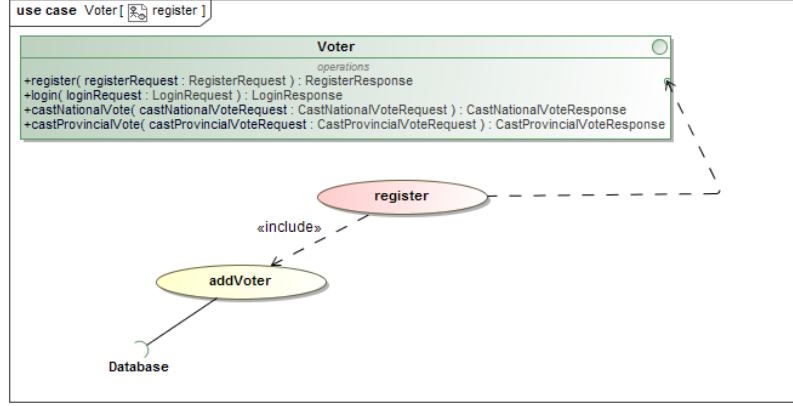 use case Voter [ register ]
Voter
operations
+register( registerRequest : RegisterRequest ) : RegisterResponse
+login( loginRequest : LoginRequest ) : LoginResponse
+castNationalVote( castNationalVoteRequest : CastNationalVoteRequest ) : CastNationalVoteResponse
+castProvincialVote( castProvincialVoteRequest : CastProvincialVoteRequest ) : CastProvincialVoteResponse
register
«include»
addVoter
Database